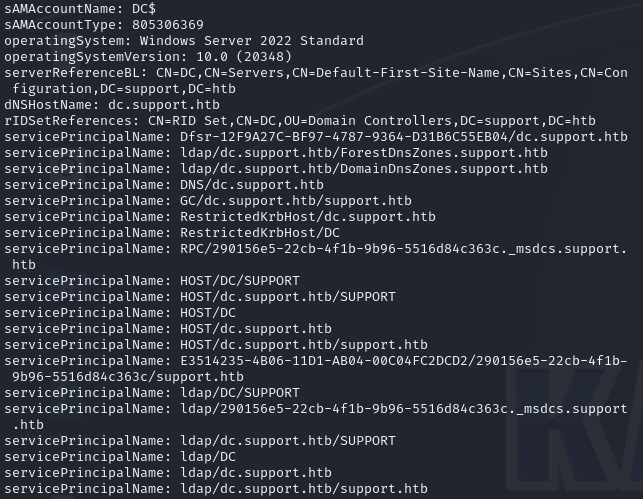 sAMAccountName: DC$
sAMAccountType: 805306369
operatingSystem: Windows Server 2022 Standard
operatingSystemVersion: 10.0 (20348)
serverReferenceBL: CN=DC,CN=Servers,CN=Default-First-Site-Name,CN=Sites,CN=Con
figuration,DC=support,DC=htb
dNSHostName: dc.support.htb
rIDSetReferences: CN=RID Set,CN=DC,OU=Domain Controllers,DC=support,DC=htb
servicePrincipalName: Dfsr-12F9A27C-BF97-4787-9364-D31B6C55EB04/dc.support.htb
servicePrincipalName: ldap/dc.support.htb/ForestDnsZones.support.htb
servicePrincipalName: ldap/dc.support.htb/DomainDnsZones.support.htb
servicePrincipalName: DNS/dc.support.htb
servicePrincipalName: GC/dc.support.htb/support.htb
servicePrincipalName: RestrictedKrbHost/dc.support.htb
servicePrincipalName: RestrictedKrbHost/DC
servicePrincipalName: RPC/290156e5-22cb-4f1b-9b96-5516d84c363c._msdcs.support.
htb
servicePrincipalName: HOST/DC/SUPPORT
servicePrincipalName: HOST/dc.support.htb/SUPPORT
servicePrincipalName: HOST/DC
servicePrincipalName: HOST/dc.support.htb
servicePrincipalName: HOST/dc.support.htb/support.htb
servicePrincipalName: E3514235-4B06-11D1-AB04-00C04FC2DCD2/290156e5-22cb-4f1b-
9b96-5516d84c363c/support.htb
servicePrincipalName: ldap/DC/SUPPORT
servicePrincipalName: ldap/290156e5-22cb-4f1b-9b96-5516d84c363c._msdcs.support
.htb
servicePrincipalName: ldap/dc.support.htb/SUPPORT
servicePrincipalName: ldap/DC
servicePrincipalName: ldap/dc.support.htb
servicePrincipalName: ldap/dc.support.htb/support.htb